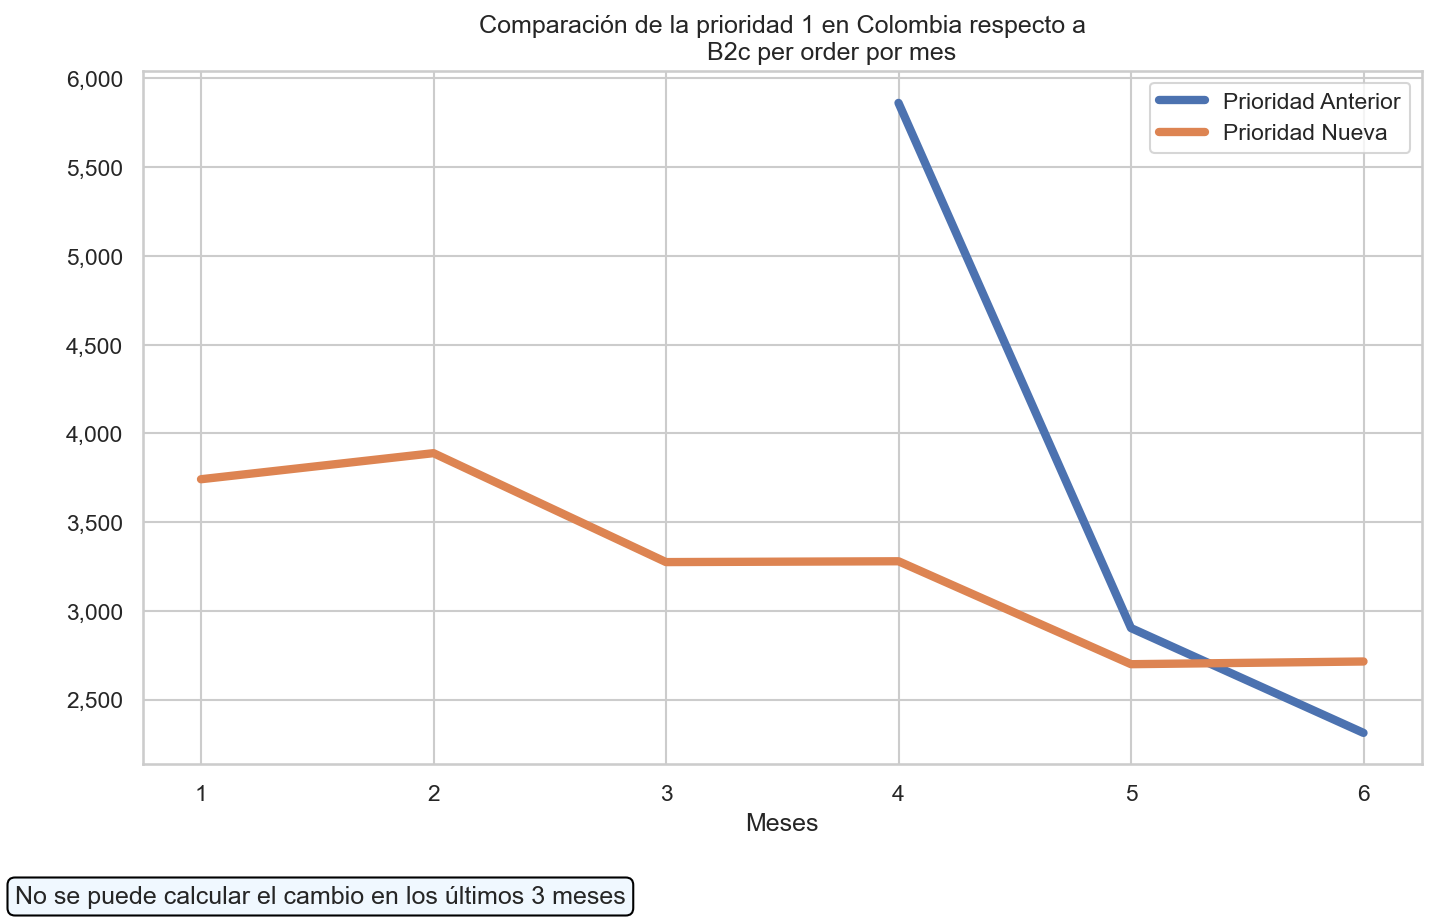 Comparación de la prioridad 1 en Colombia respecto a
B2c per order por mes
6,000
5,500
5,000
4,500
4,000
3,500
3,000
2,500
Prioridad Anterior
Prioridad Nueva
1 2 3 4 5 6
Meses
No se puede calcular el cambio en los últimos 3 meses